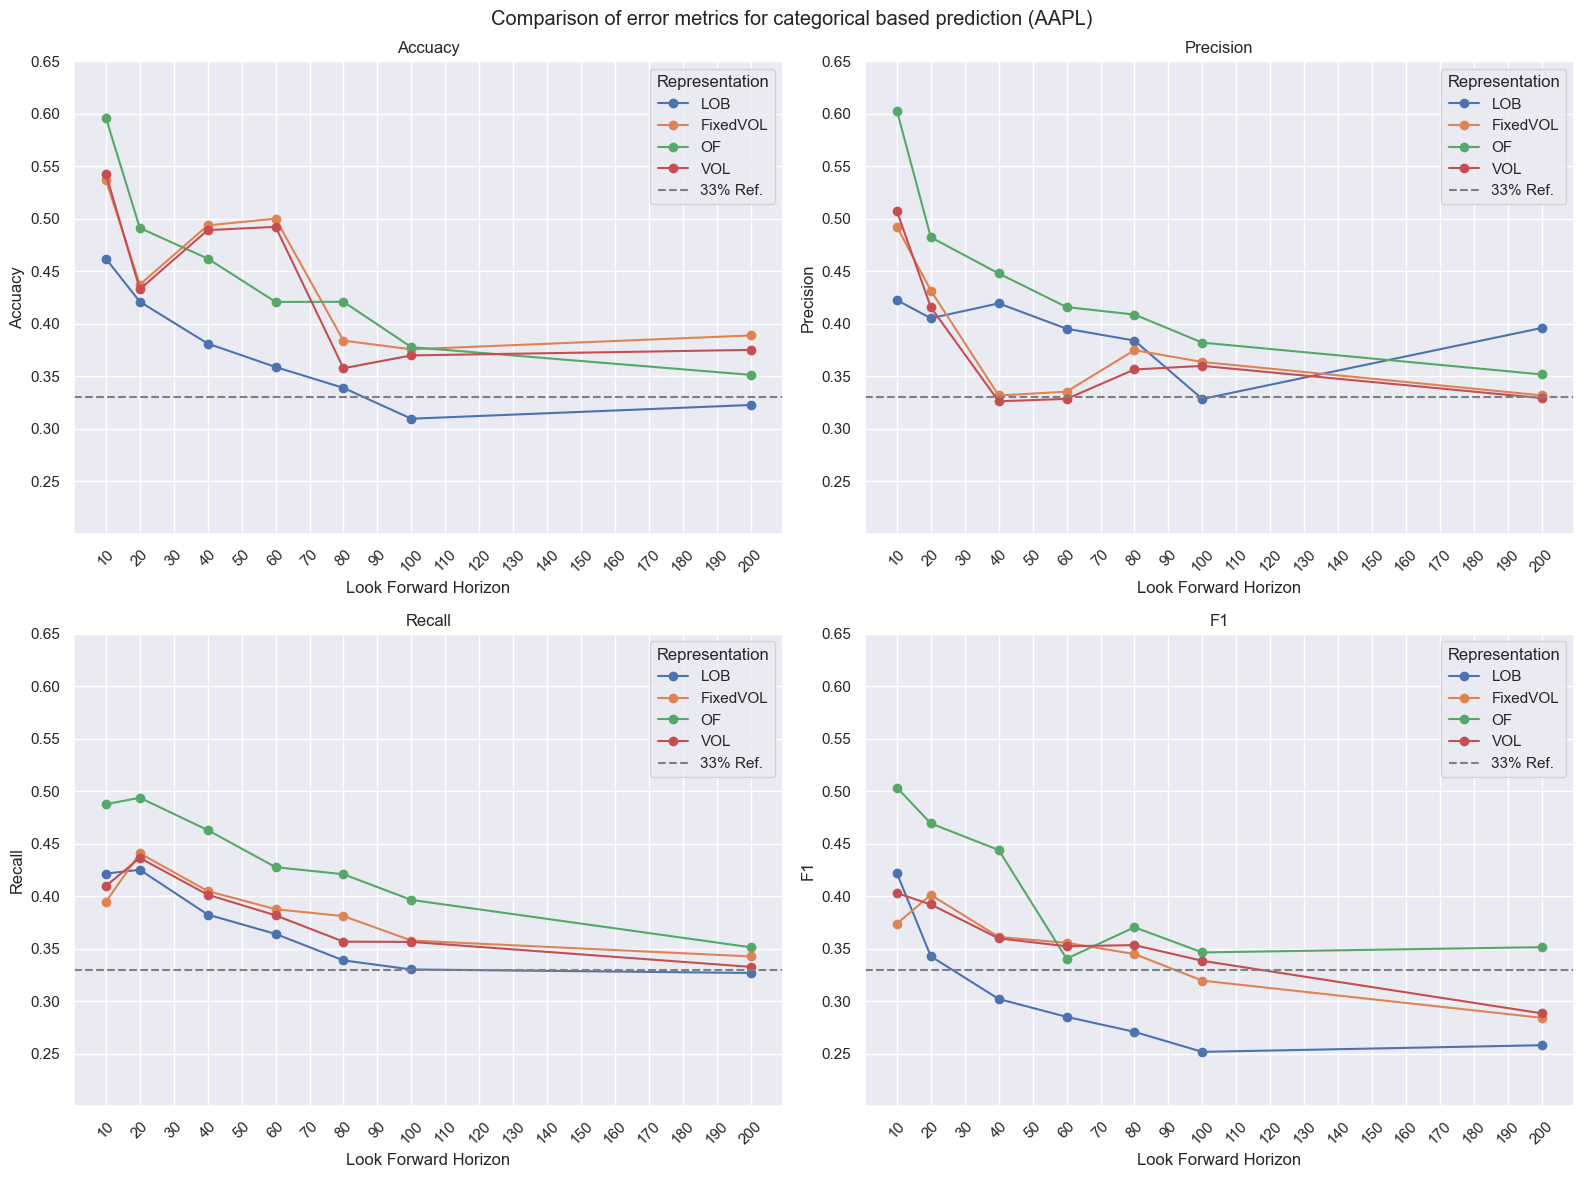 Comparison of error metrics for categorical based prediction (AAPL)
Accuacy
0.65
0.60
0.55
0.50
0.45
0.40
0.35
0.30
0.25
Accuacy
Representation
LOB
FixedVOL
OF
VOL
33% Ref.
10 20 30 40 50 60 70 80 90 100 110 120 130 140 150 160 170 180 190 200
Look Forward Horizon
Precision
0.65
0.60
0.55
0.50
0.45
0.40
0.35
0.30
0.25
Precision
Representation
LOB
FixedVOL
OF
VOL
33% Ref.
10 20 30 40 50 60 70 80 90 100 110 120 130 140 150 160 170 180 190 200
Look Forward Horizon
Recall
0.65
0.60
0.55
0.50
0.45
0.40
0.35
0.30
0.25
Recall
Representation
LOB
FixedVOL
OF
VOL
33% Ref.
10 20 30 40 50 60 70 80 90 100 110 120 130 140 150 160 170 180 190 200
Look Forward Horizon
F1
0.65
0.60
0.55
0.50
0.45
0.40
0.35
0.30
0.25
F1
Representation
LOB
FixedVOL
OF
VOL
33% Ref.
10 20 30 40 50 60 70 80 90 100 110 120 130 140 150 160 170 180 190 200
Look Forward Horizon